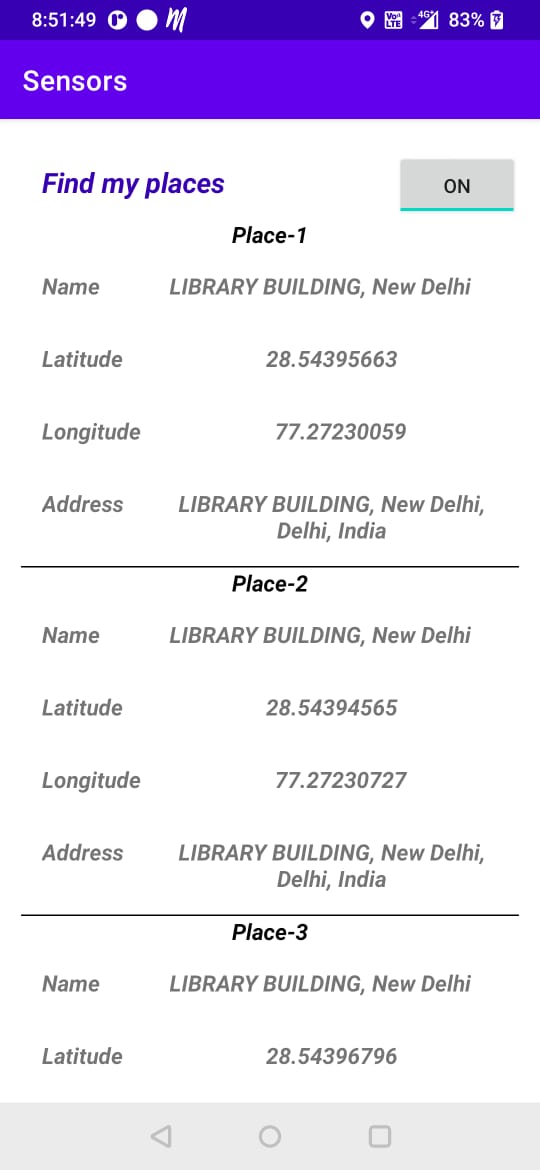 8:51:49 83%
Sensors
Find my places ON
Place-1
Name LIBRARY BUILDING, New Delhi
Latitude 28.54395663
Longitude 77.27230059
Address LIBRARY BUILDING, New Delhi,
Delhi, India
Place-2
Name LIBRARY BUILDING, New Delhi
Latitude 28.54394565
Longitude 77.27230727
Address LIBRARY BUILDING, New Delhi,
Delhi, India
Place-3
Name LIBRARY BUILDING, New Delhi
Latitude 28.54396796